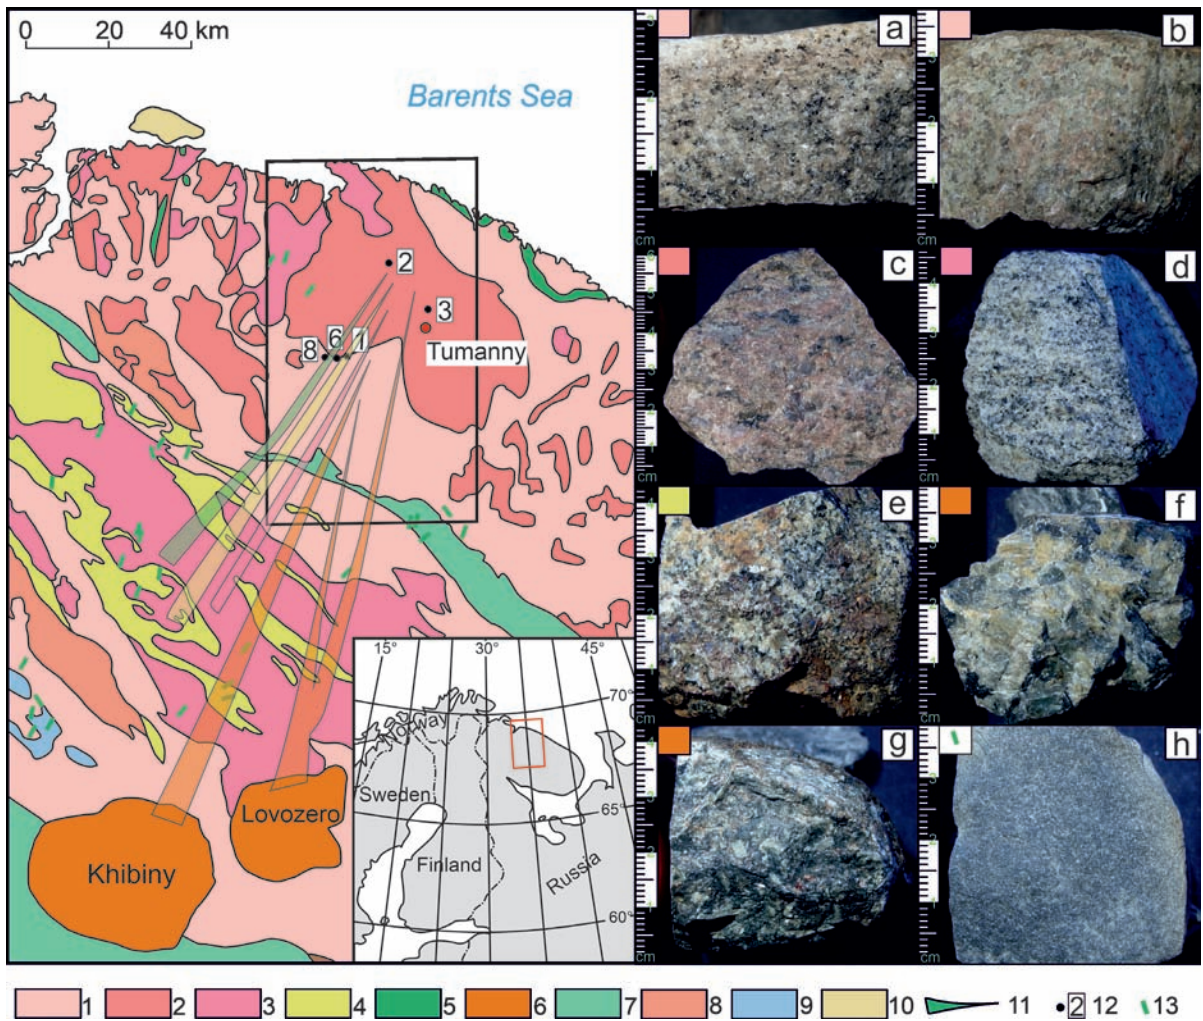 0 20 40 km
Barents Sea
2
3
6
8
1
Tumanny
Lovozero
Khibiny
15° 30° 45°
70°
65°
60°
Norway
Sweden
Finland
Russia
a
b
c
d
e
f
g
h
cm
cm
cm
cm
cm
cm
cm
cm
1 2 3 4 5 6 7 8 9 10 11 2 12 13